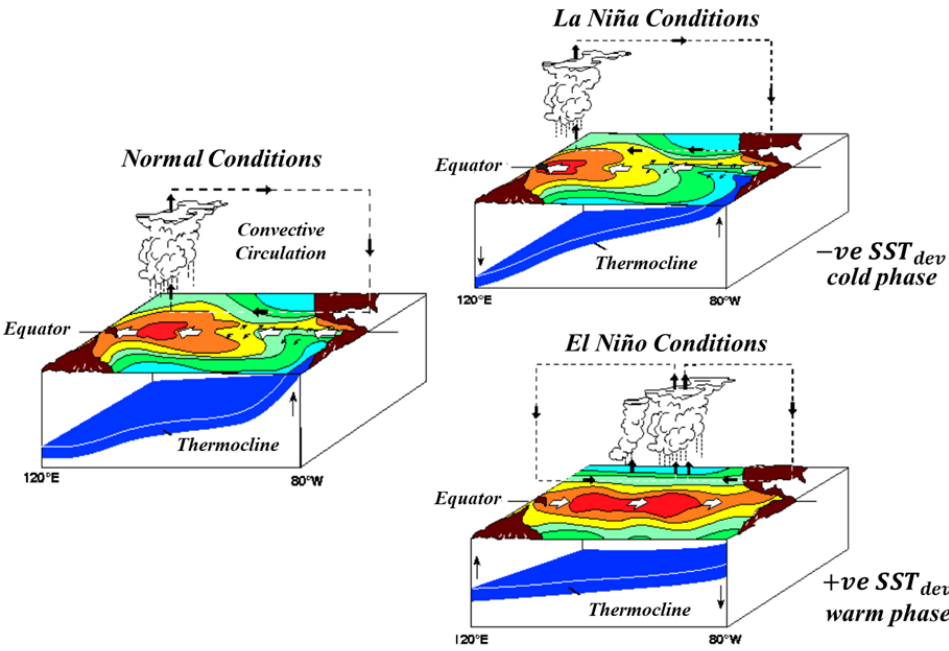 Normal Conditions
Convective
Circulation
Equator
Thermocline
120°E
80°W
La Niña Conditions
Equator
Thermocline
120°E
80°W
−ve SST_dev
cold phase
El Niño Conditions
Equator
Thermocline
120°E
80°W
+ve SST_dev
warm phase